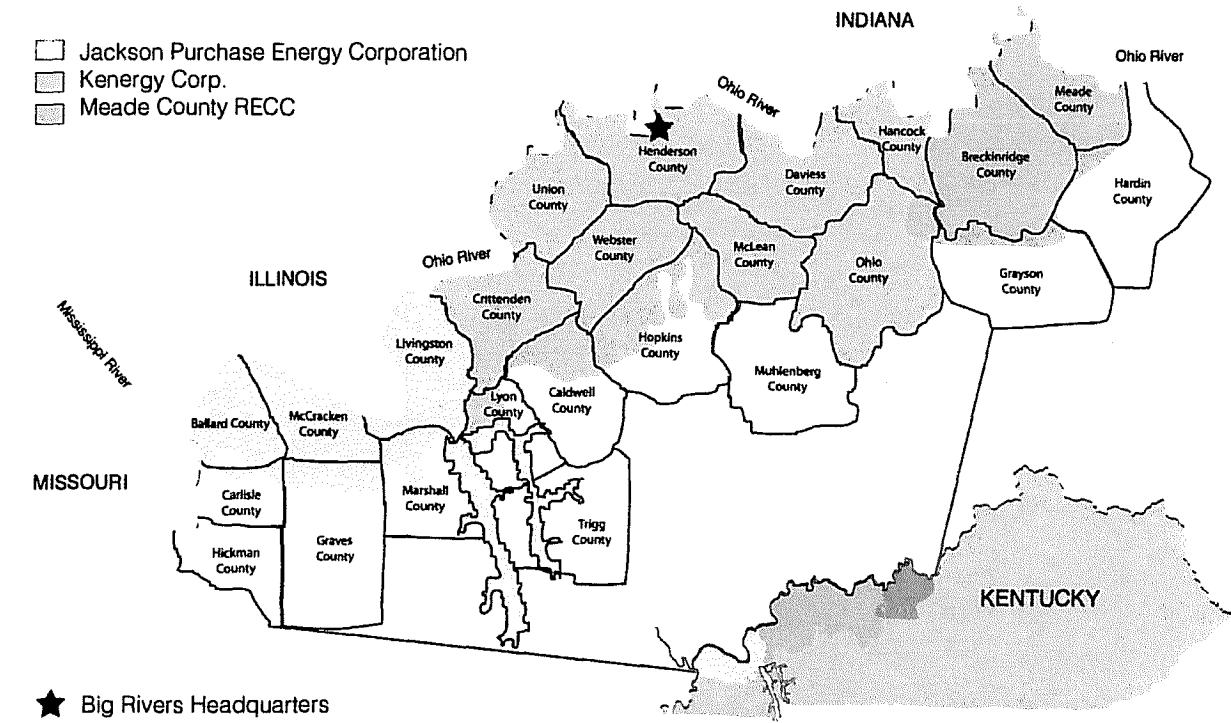 INDIANA
Jackson Purchase Energy Corporation
Kenergy Corp.
Meade County RECC
Ohio River
Ohio River
Meade
County
Hancock
County
Henderson
County
Breckinridge
County
Daviess
County
Hardin
County
Union
County
Webster
County
McLean
County
Ohio River
Ohio
County
Grayson
County
ILLINOIS
Crittenden
County
Mississippi River
Livingston
County
Hopkins
County
Muhlenberg
County
Caldwell
County
Lyon
County
Ballard County
McCracken
County
MISSOURI
Carlisle
County
Marshall
County
Trigg
County
Graves
County
Hickman
County
KENTUCKY
Big Rivers Headquarters